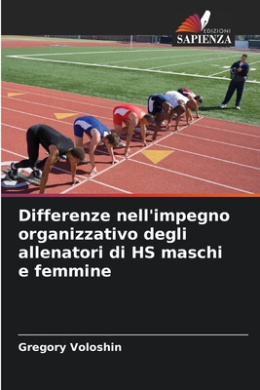 EDIZIONI
SAPIENZA
Differenze nell'impegno
organizzativo degli
allenatori di HS maschi
e femmine
Gregory Voloshin